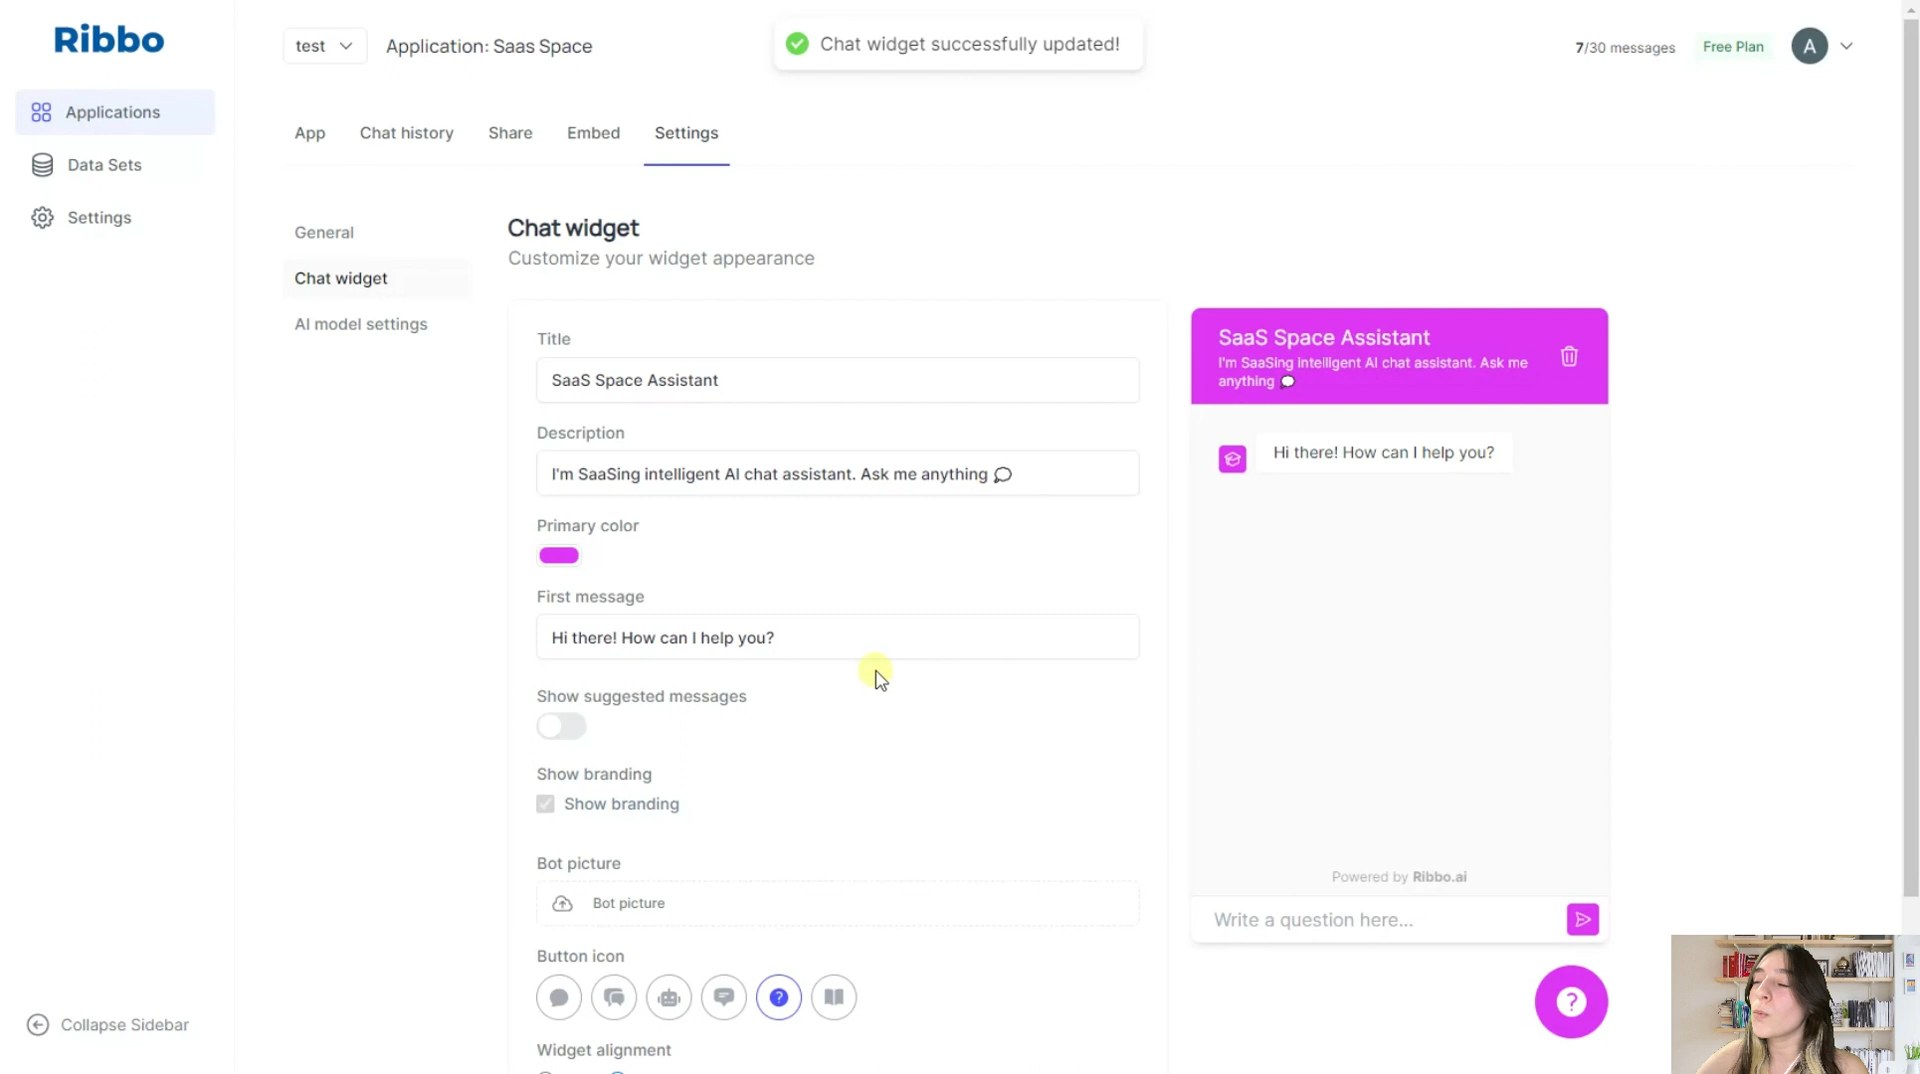 Ribbo
test
Application: Saas Space
Chat widget successfully updated!
7/30 messages
Free Plan
A
Applications
Data Sets
Settings
App
Chat history
Share
Embed
Settings
General
Chat widget
AI model settings
Chat widget
Customize your widget appearance
Title
SaaS Space Assistant
Description
I'm SaaSing intelligent AI chat assistant. Ask me anything 💭
Primary color
First message
Hi there! How can I help you?
Show suggested messages
Show branding
Show branding
Bot picture
Bot picture
Button icon
Widget alignment
SaaS Space Assistant
I'm SaaSing intelligent AI chat assistant. Ask me
anything 💭
Hi there! How can I help you?
Powered by Ribbo.ai
Write a question here...
Collapse Sidebar